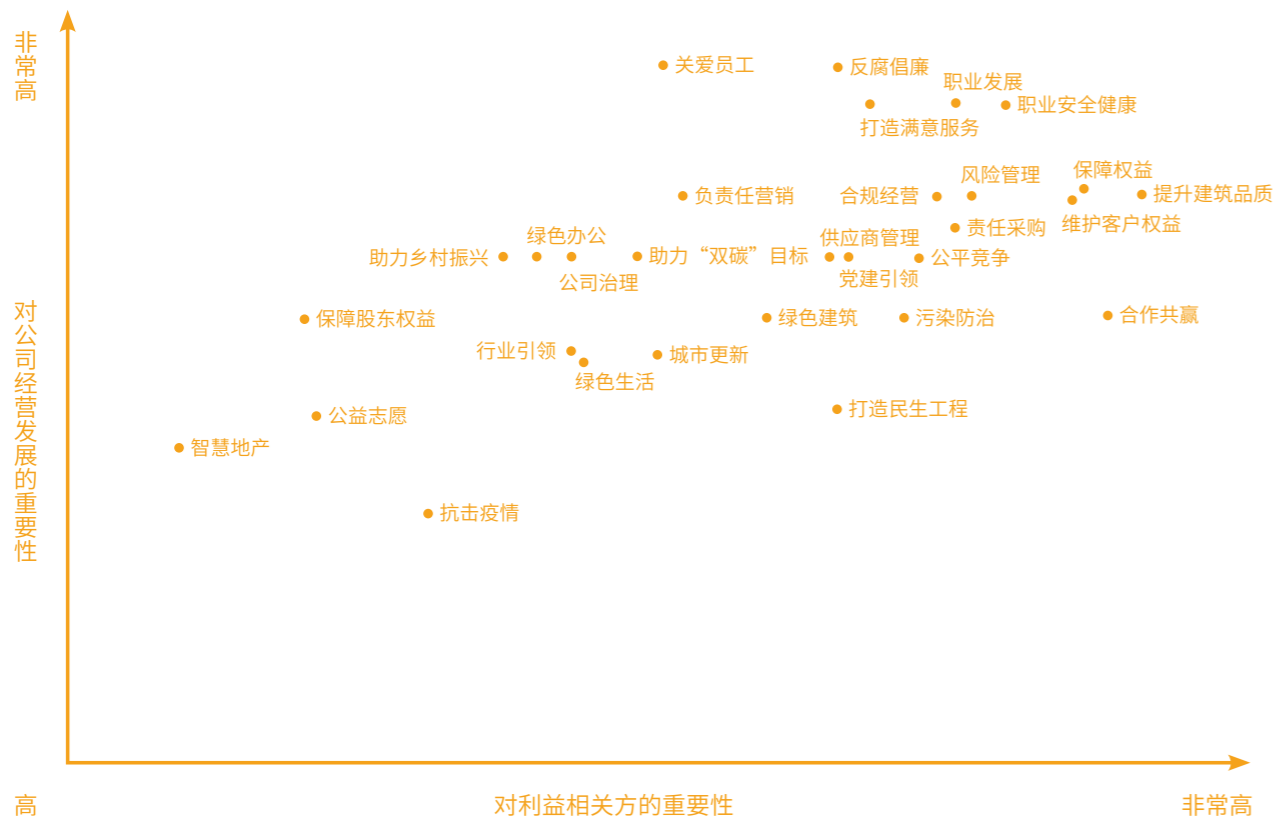 非常高
关爱员工
反腐倡廉
职业发展
职业安全健康
打造满意服务
保障权益
风险管理
提升建筑品质
负责任营销
合规经营
维护客户权益
责任采购
绿色办公
供应商管理
助力乡村振兴
助力“双碳”目标
公平竞争
公司治理
党建引领
对公司经营发展的重要性
保障股东权益
绿色建筑
污染防治
合作共赢
行业引领
城市更新
绿色生活
公益志愿
打造民生工程
智慧地产
抗击疫情
高
对利益相关方的重要性
非常高